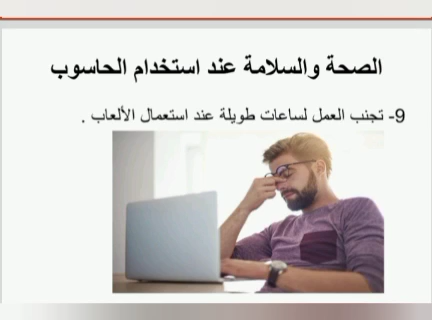 الصحة والسلامة عند استخدام الحاسوب
9- تجنب العمل لساعات طويلة عند استعمال الألعاب .